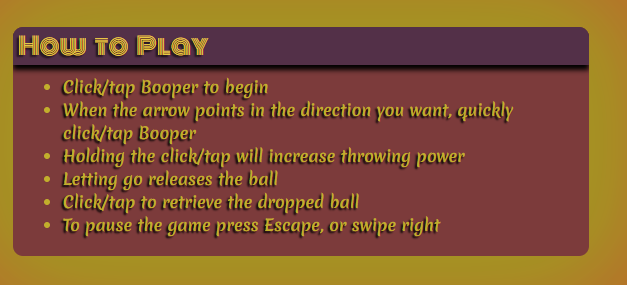 How to Play
Click/tap Booper to begin
When the arrow points in the direction you want, quickly
click/tap Booper
Holding the click/tap will increase throwing power
Letting go releases the ball
Click/tap to retrieve the dropped ball
To pause the game press Escape, or swipe right